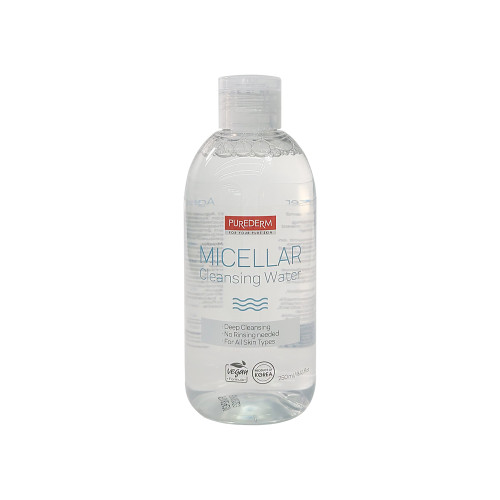 PUREDERM
MICELLAR
Cleansing Water
Deep Cleansing
No Rinsing needed
For All Skin Types
vegan
KOREA